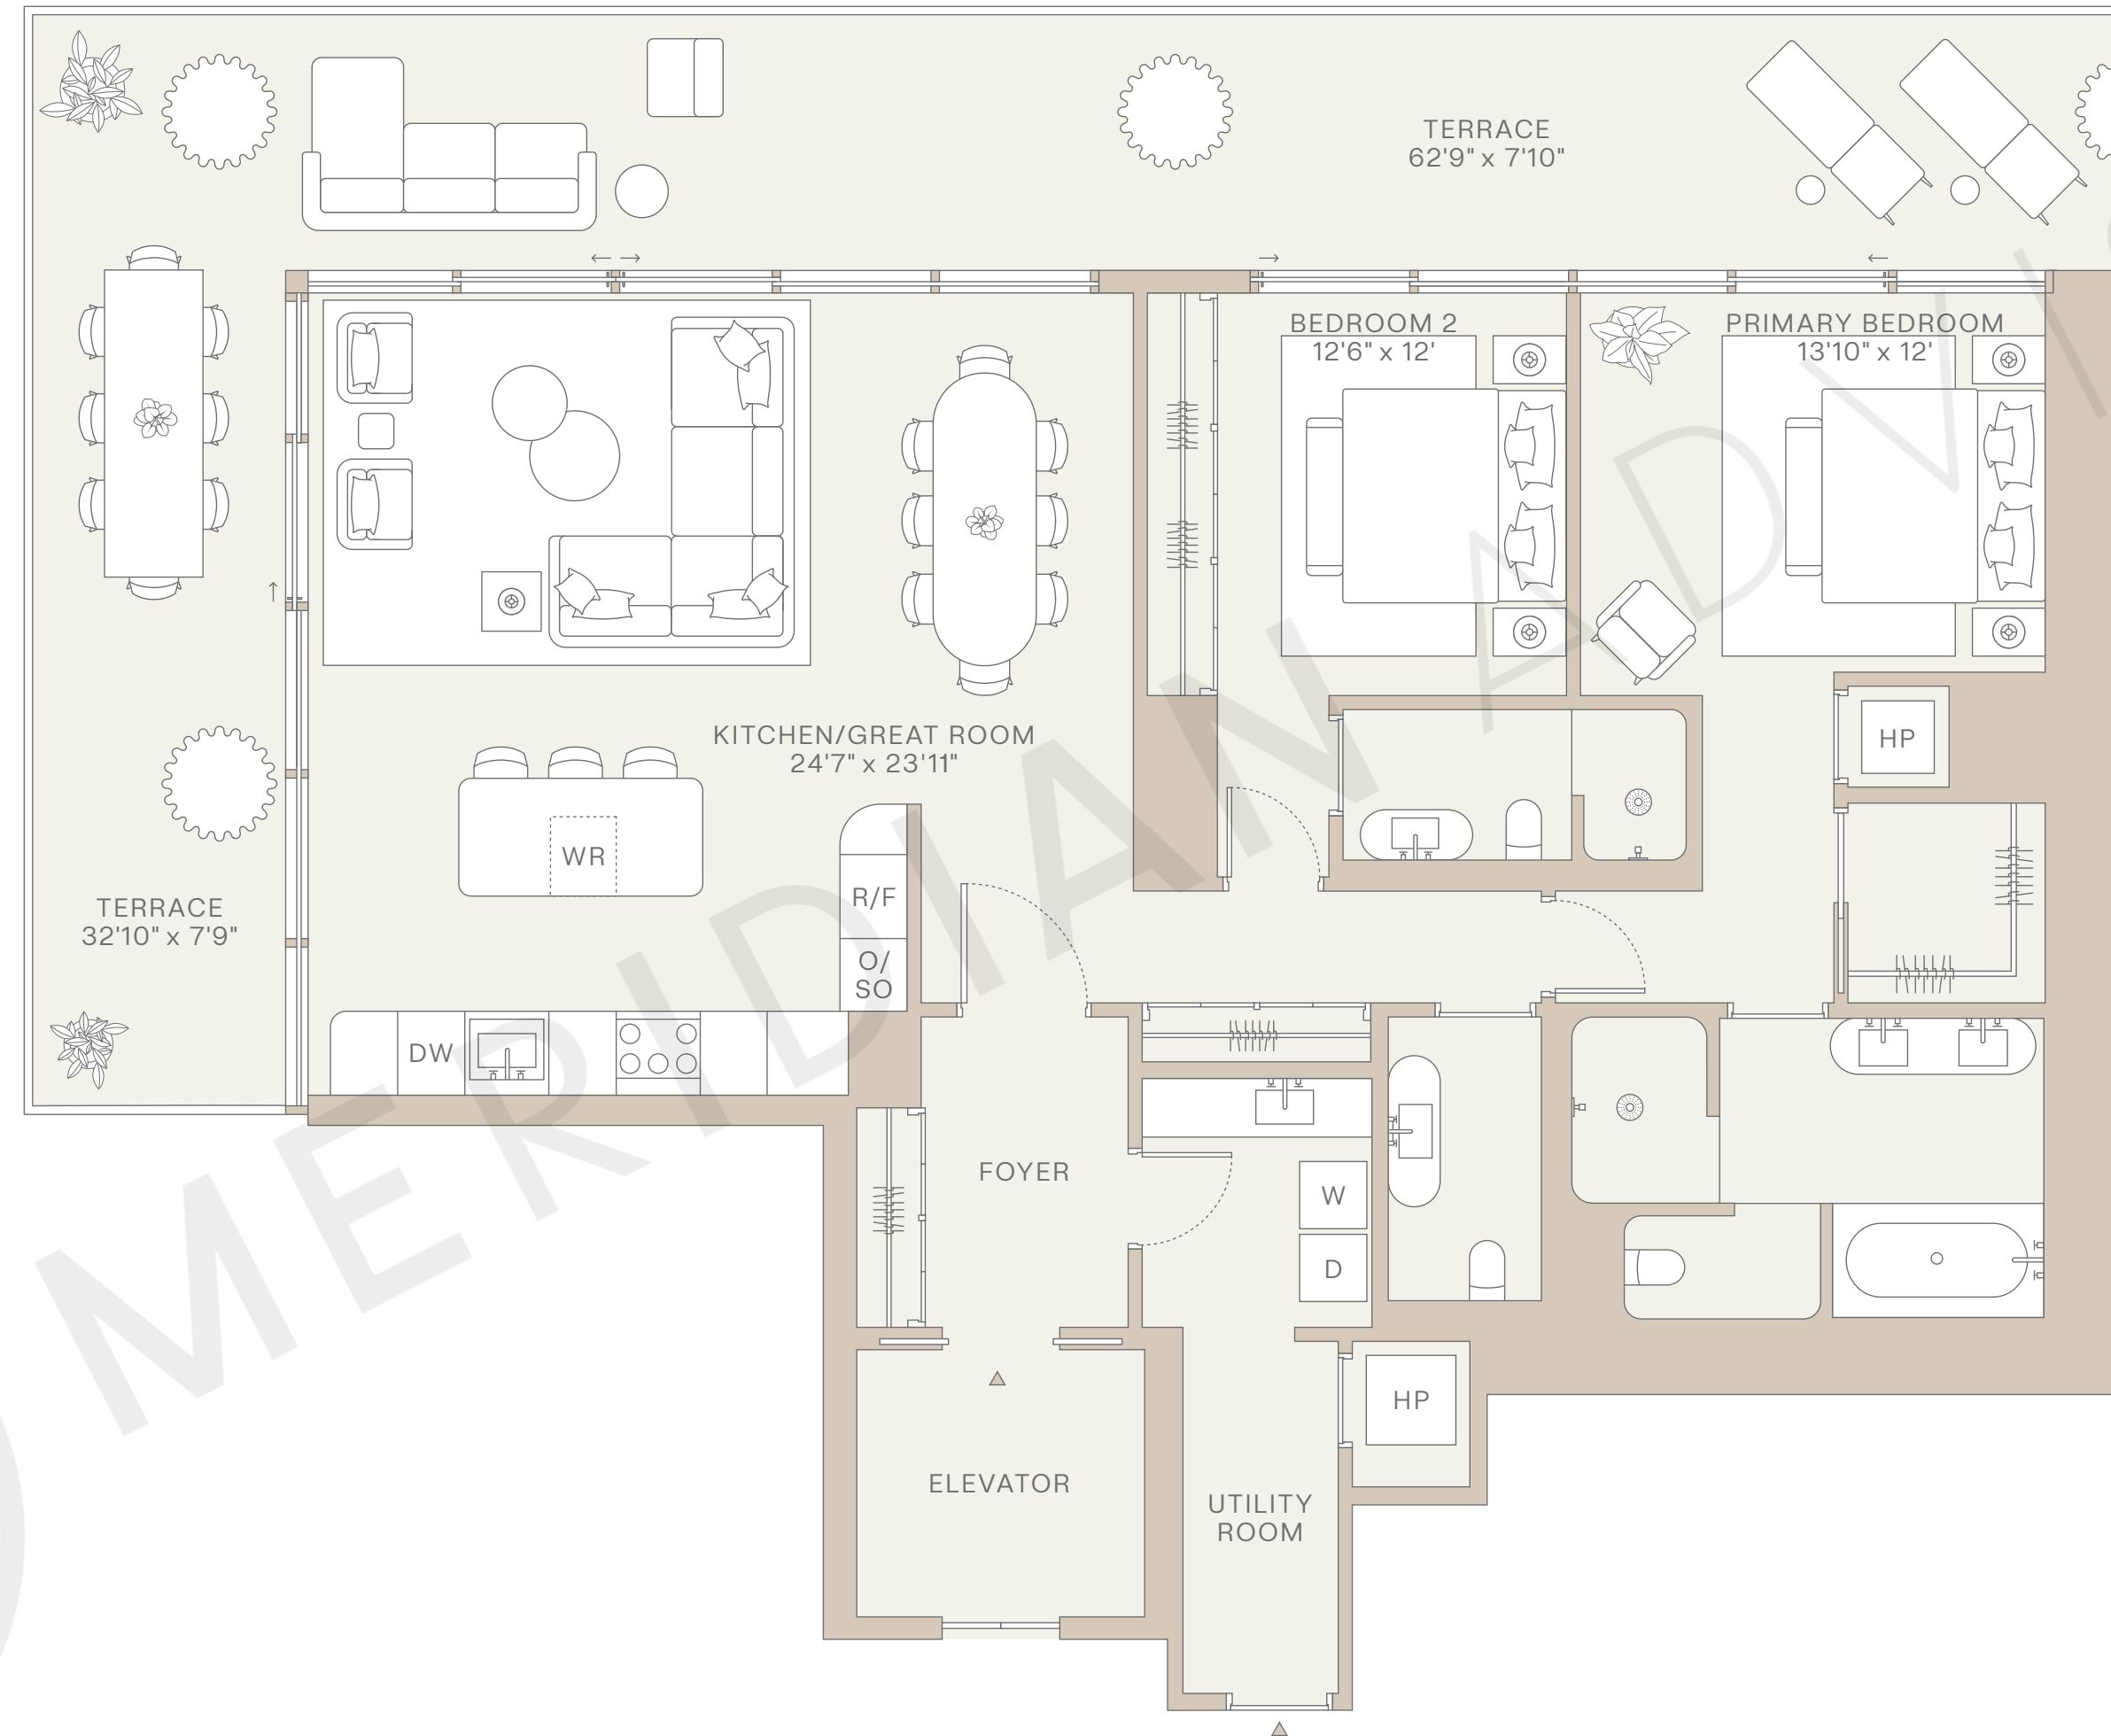 TERRACE
62'9" x 7'10"
BEDROOM 2
12'6" x 12'
PRIMARY BEDROOM
13'10" x 12'
KITCHEN/GREAT ROOM
24'7" x 23'11"
HP
WR
R/F
O/
SO
TERRACE
32'10" x 7'9"
DW
FOYER
W
D
HP
ELEVATOR
UTILITY
ROOM
MERIDIAN